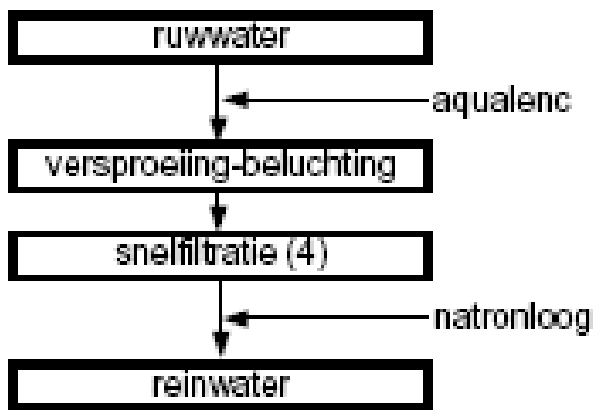 ruwwater
aqualenc
versproeiing-beluchting
snelfiltratie (4)
natronloog
reinwater